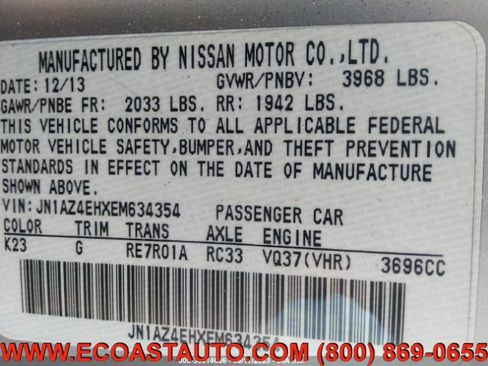 MANUFACTURED BY NISSAN MOTOR CO.,LTD.
DATE: 12/13 GVWR/PNBV: 3968 LBS.
GAWR/PNBE FR: 2033 LBS. RR: 1942 LBS.
THIS VEHICLE CONFORMS TO ALL APPLICABLE FEDERAL
MOTOR VEHICLE SAFETY, BUMPER, AND THEFT PREVENTION
STANDARDS IN EFFECT ON THE DATE OF MANUFACTURE
SHOWN ABOVE.
VIN: JN1AZ4EHXEM634354 PASSENGER CAR
COLOR TRIM TRANS AXLE ENGINE
K23 G RE7R01A RC33 VQ37(VHR) 3696CC
JN1AZ4EHXEM634354
WWW.ECOASTAUTO.COM (800) 869-0655